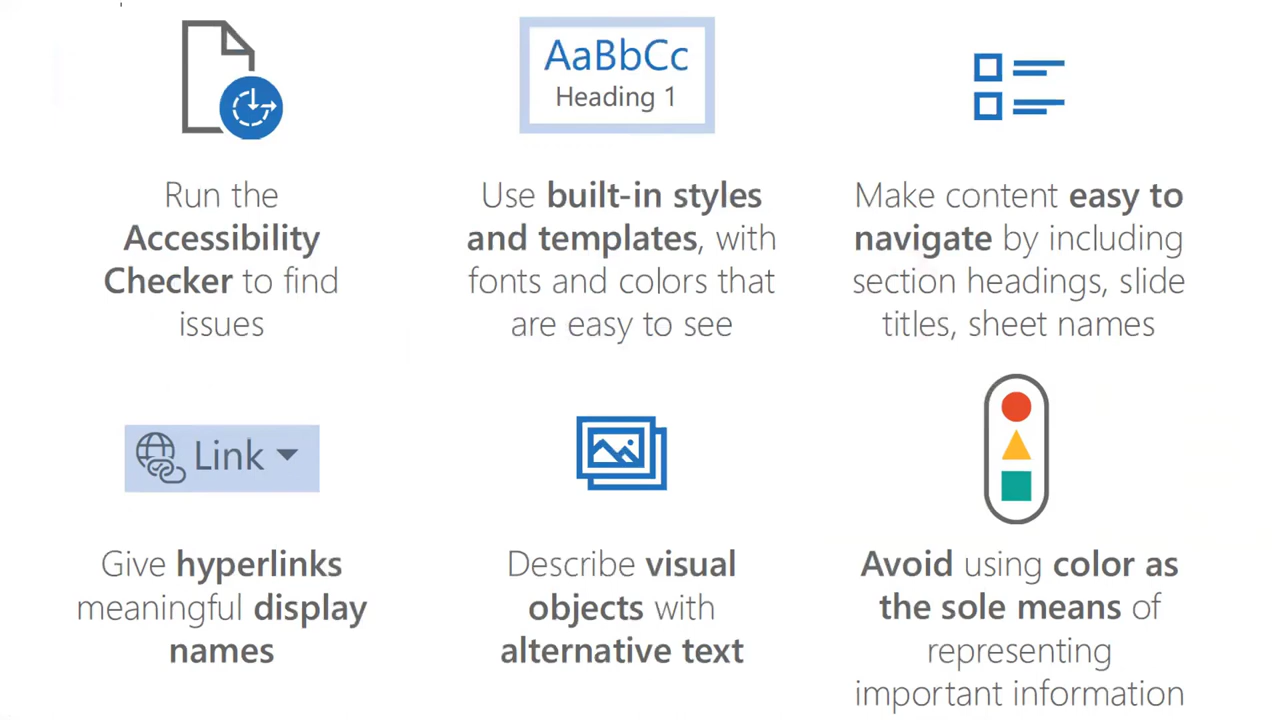 AaBbCc
Heading 1
Run the
Accessibility
Checker to find
issues
Use built-in styles
and templates, with
fonts and colors that
are easy to see
Make content easy to
navigate by including
section headings, slide
titles, sheet names
Link
Give hyperlinks
meaningful display
names
Describe visual
objects with
alternative text
Avoid using color as
the sole means of
representing
important information